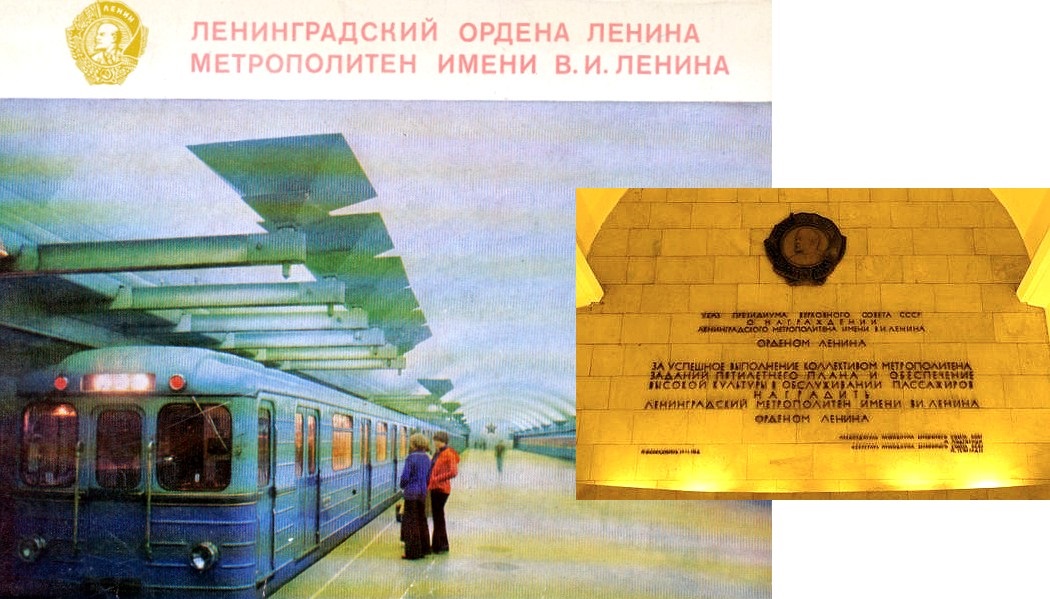 ЛЕНИН
ЛЕНИНГРАДСКИЙ ОРДЕНА ЛЕНИНА
МЕТРОПОЛИТЕН ИМЕНИ В. И. ЛЕНИНА
УКАЗ ПРЕЗИДИУМА ВЕРХОВНОГО СОВЕТА СССР
О НАГРАЖДЕНИИ
ЛЕНИНГРАДСКОГО МЕТРОПОЛИТЕНА ИМЕНИ В.И.ЛЕНИНА
ОРДЕНОМ ЛЕНИНА
ЗА УСПЕШНОЕ ВЫПОЛНЕНИЕ КОЛЛЕКТИВОМ МЕТРОПОЛИТЕНА
ЗАДАНИЙ ПЯТИЛЕТНЕГО ПЛАНА И ОБЕСПЕЧЕНИЕ
ВЫСОКОЙ КУЛЬТУРЫ В ОБСЛУЖИВАНИИ ПАССАЖИРОВ
НАГРАДИТЬ
ЛЕНИНГРАДСКИЙ МЕТРОПОЛИТЕН ИМЕНИ В.И.ЛЕНИНА
ОРДЕНОМ ЛЕНИНА